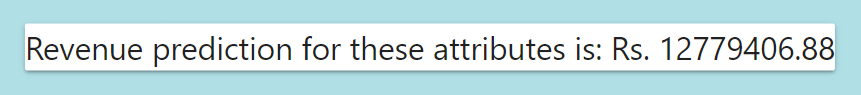 Revenue prediction for these attributes is: Rs. 12779406.88